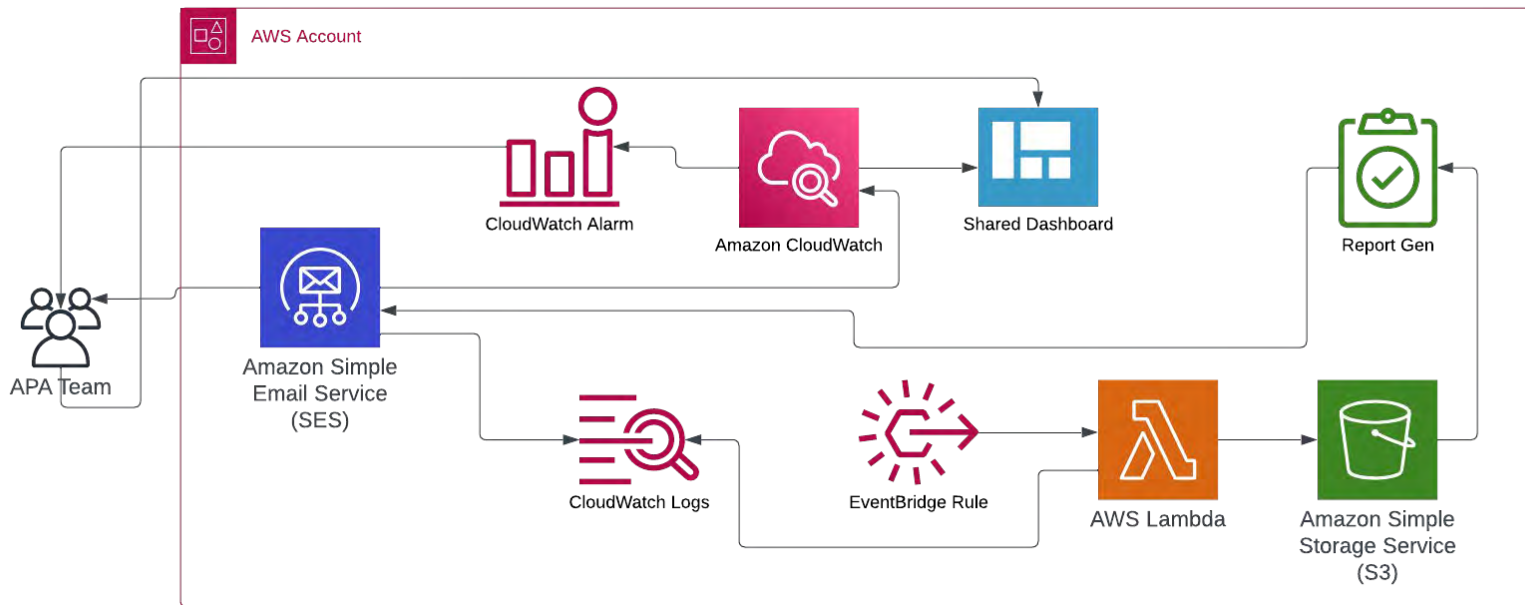 AWS Account
CloudWatch Alarm
Amazon CloudWatch
Shared Dashboard
Report Gen
APA Team
Amazon Simple
Email Service
(SES)
CloudWatch Logs
EventBridge Rule
AWS Lambda
Amazon Simple
Storage Service
(S3)